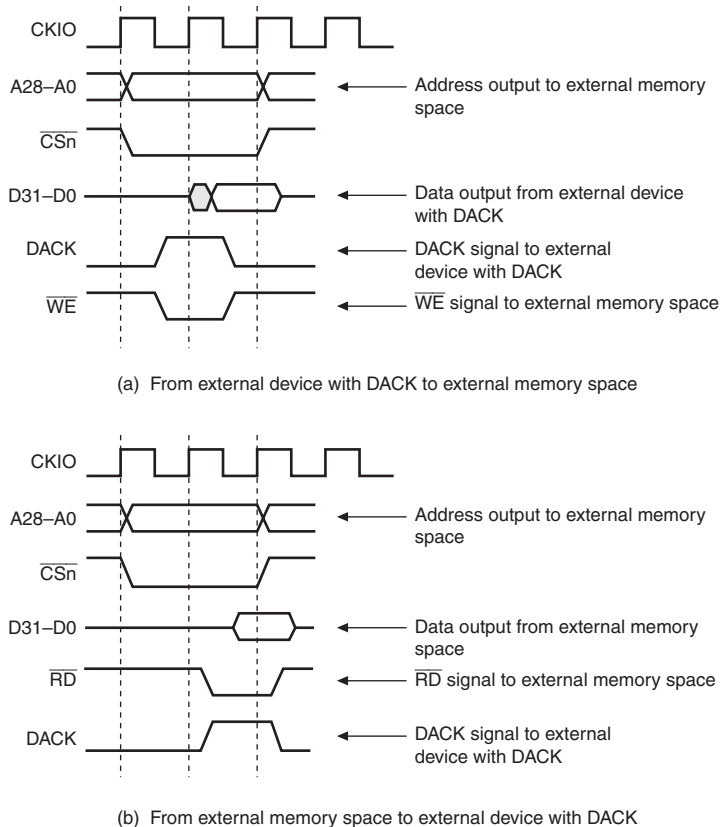 CKIO
A28–A0
Address output to external memory
space
CSn
D31–D0
Data output from external device
with DACK
DACK
DACK signal to external
device with DACK
WE
WE signal to external memory space
(a) From external device with DACK to external memory space
CKIO
A28–A0
Address output to external memory
space
CSn
D31–D0
Data output from external memory
space
RD
RD signal to external memory space
DACK
DACK signal to external
device with DACK
(b) From external memory space to external device with DACK